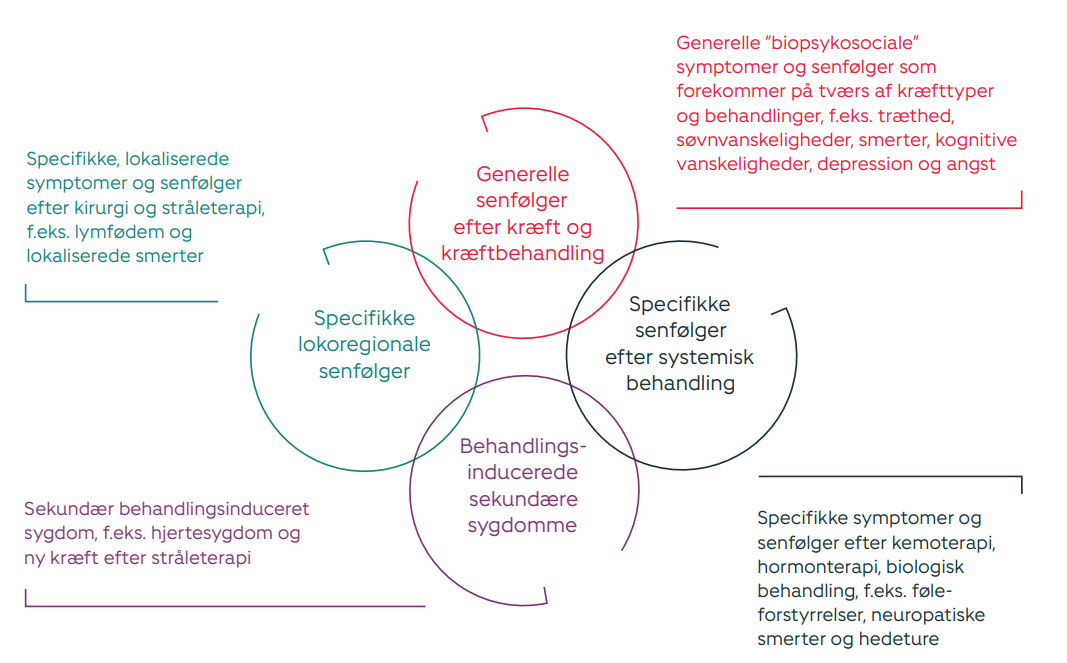 Generelle ”biopsykosociale”
symptomer og senfølger som
forekommer på tværs af kræfttyper
og behandlinger, f.eks. træthed,
søvnvanskeligheder, smerter, kognitive
vanskeligheder, depression og angst
Specifikke, lokaliserede
symptomer og senfølger
efter kirurgi og stråleterapi,
f.eks. lymfødem og
lokaliserede smerter
Generelle
senfølger
efter kræft og
kræftbehandling
Specifikke
lokoregionale
senfølger
Specifikke
senfølger
efter systemisk
behandling
Behandlings-
inducerede
sekundære
sygdomme
Sekundær behandlingsinduceret
sygdom, f.eks. hjertesygdom og
ny kræft efter stråleterapi
Specifikke symptomer og
senfølger efter kemoterapi,
hormonterapi, biologisk
behandling, f.eks. føle-
forstyrrelser, neuropatiske
smerter og hedeture